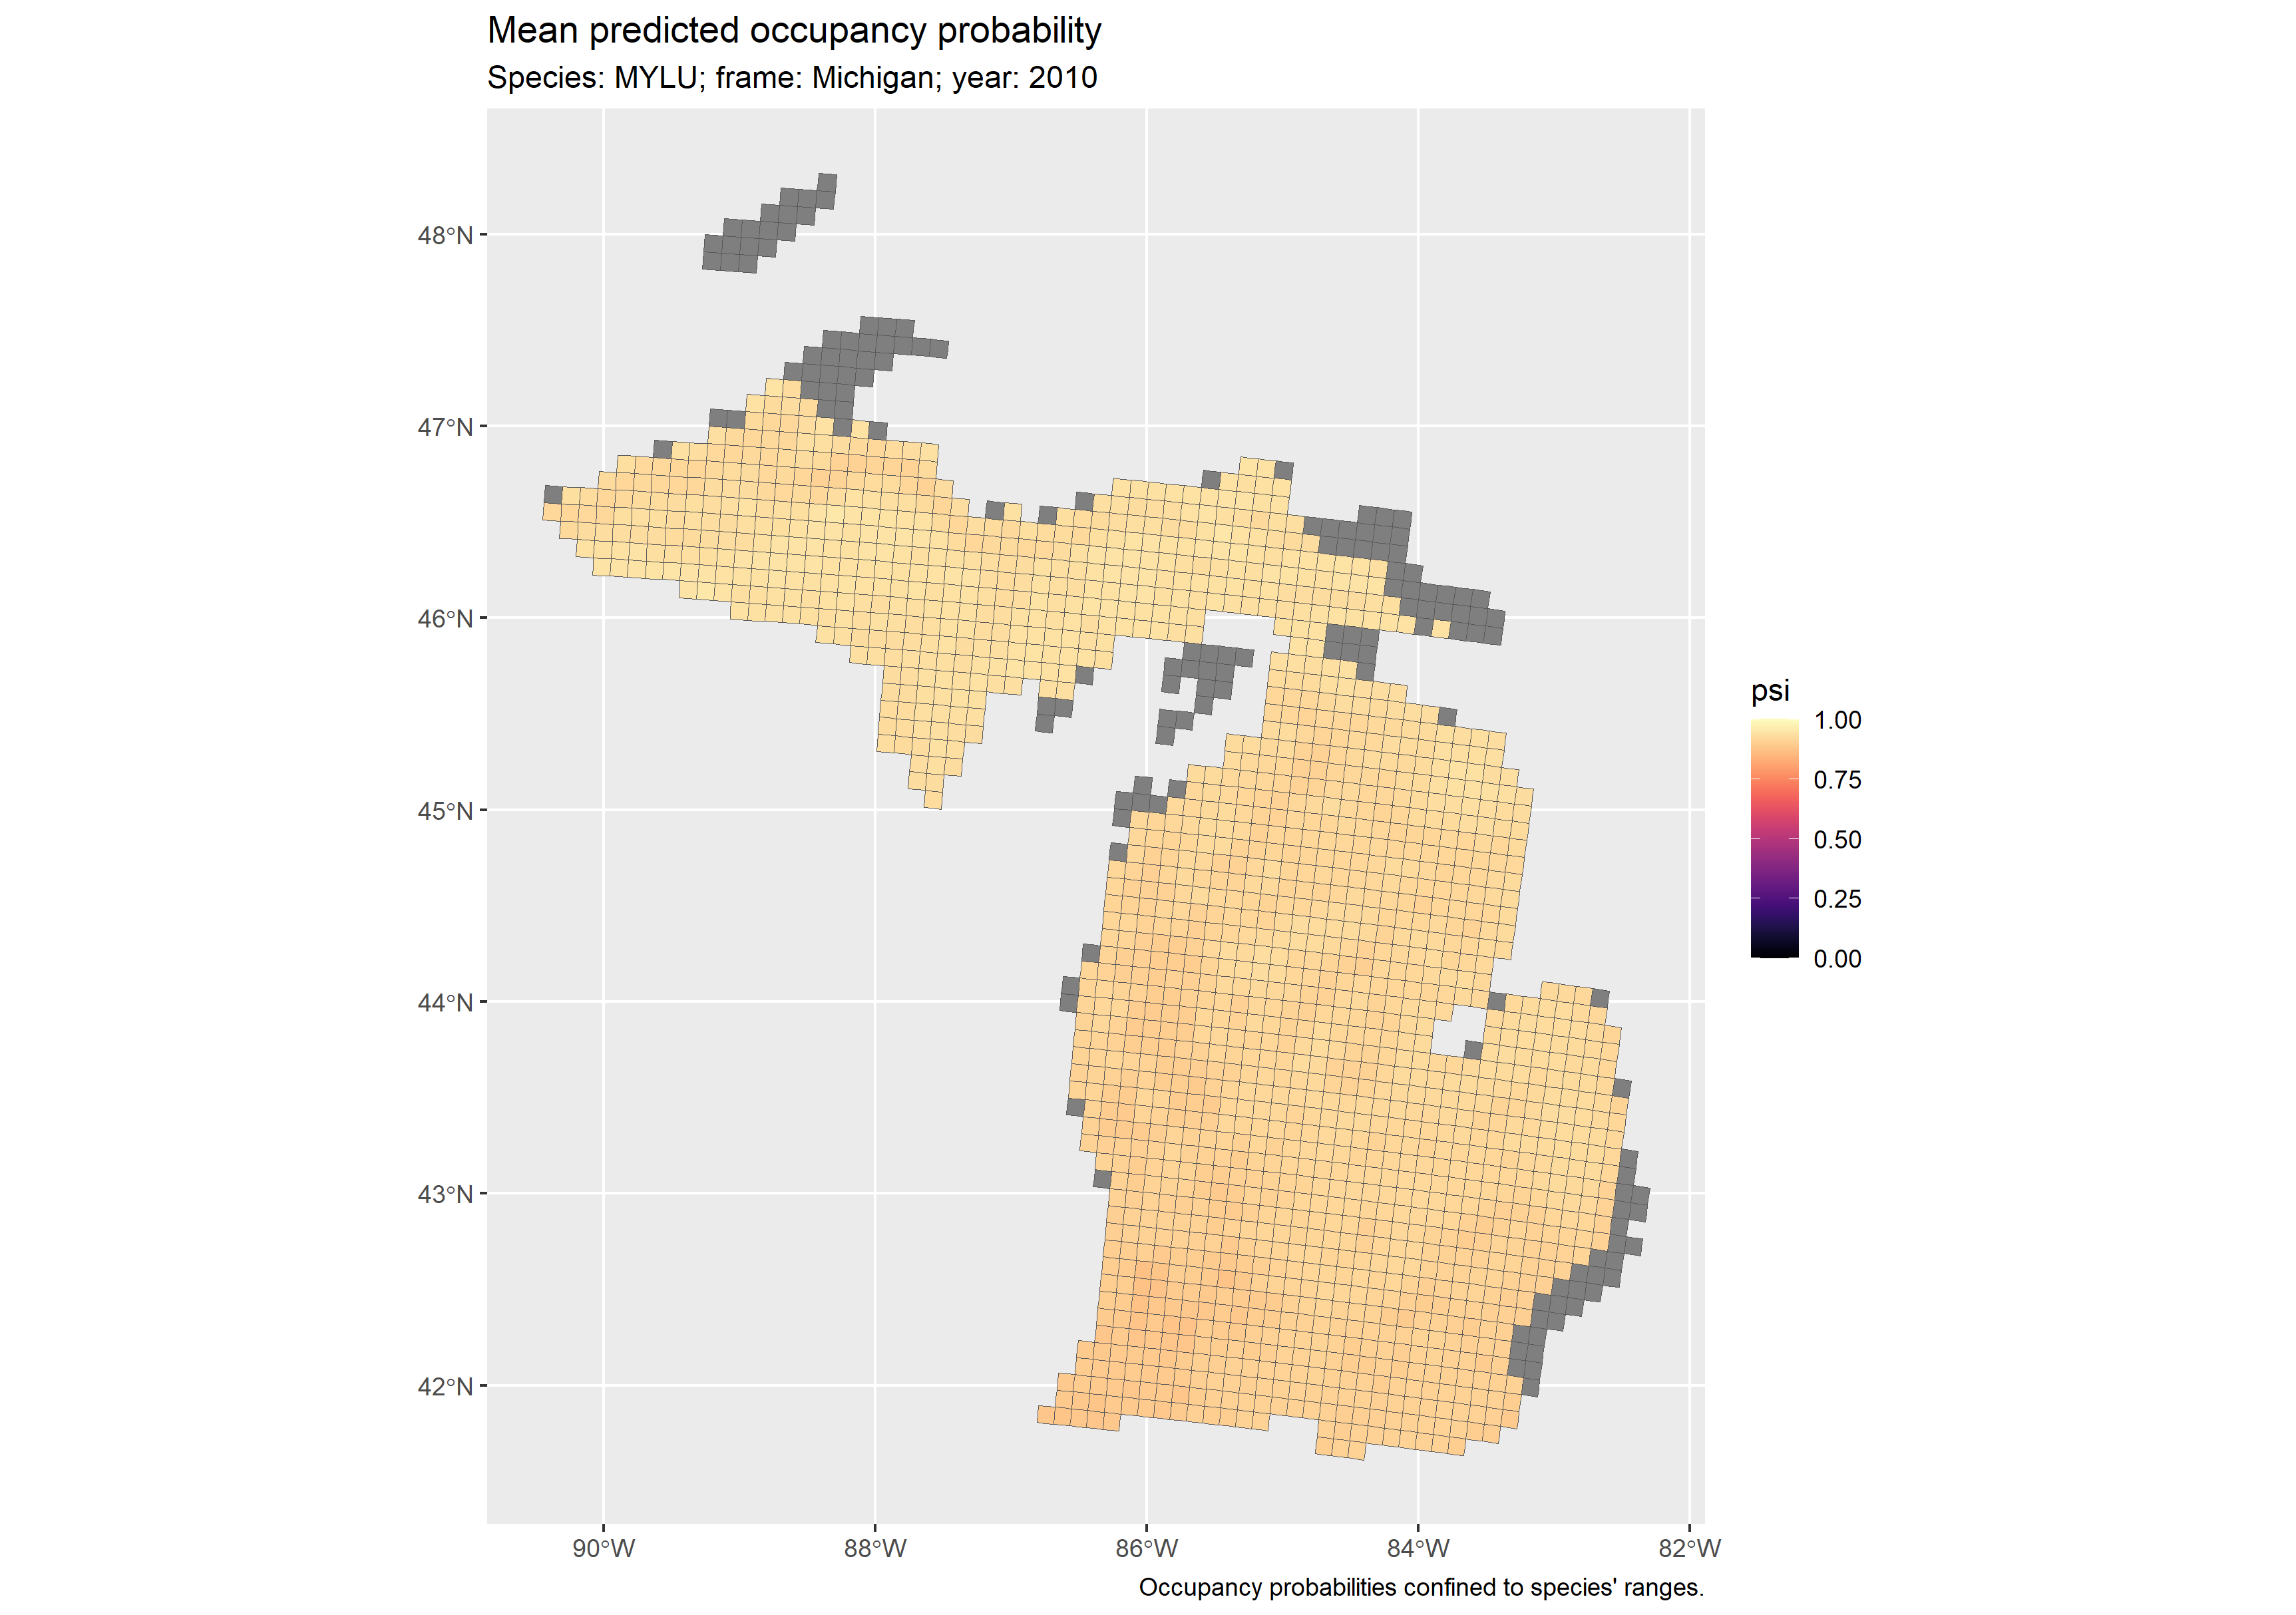 Mean predicted occupancy probability
Species: MYLU; frame: Michigan; year: 2010
48°N
47°N
46°N
45°N
44°N
43°N
42°N
90°W
88°W
86°W
84°W
82°W
psi
1.00
0.75
0.50
0.25
0.00
Occupancy probabilities confined to species' ranges.